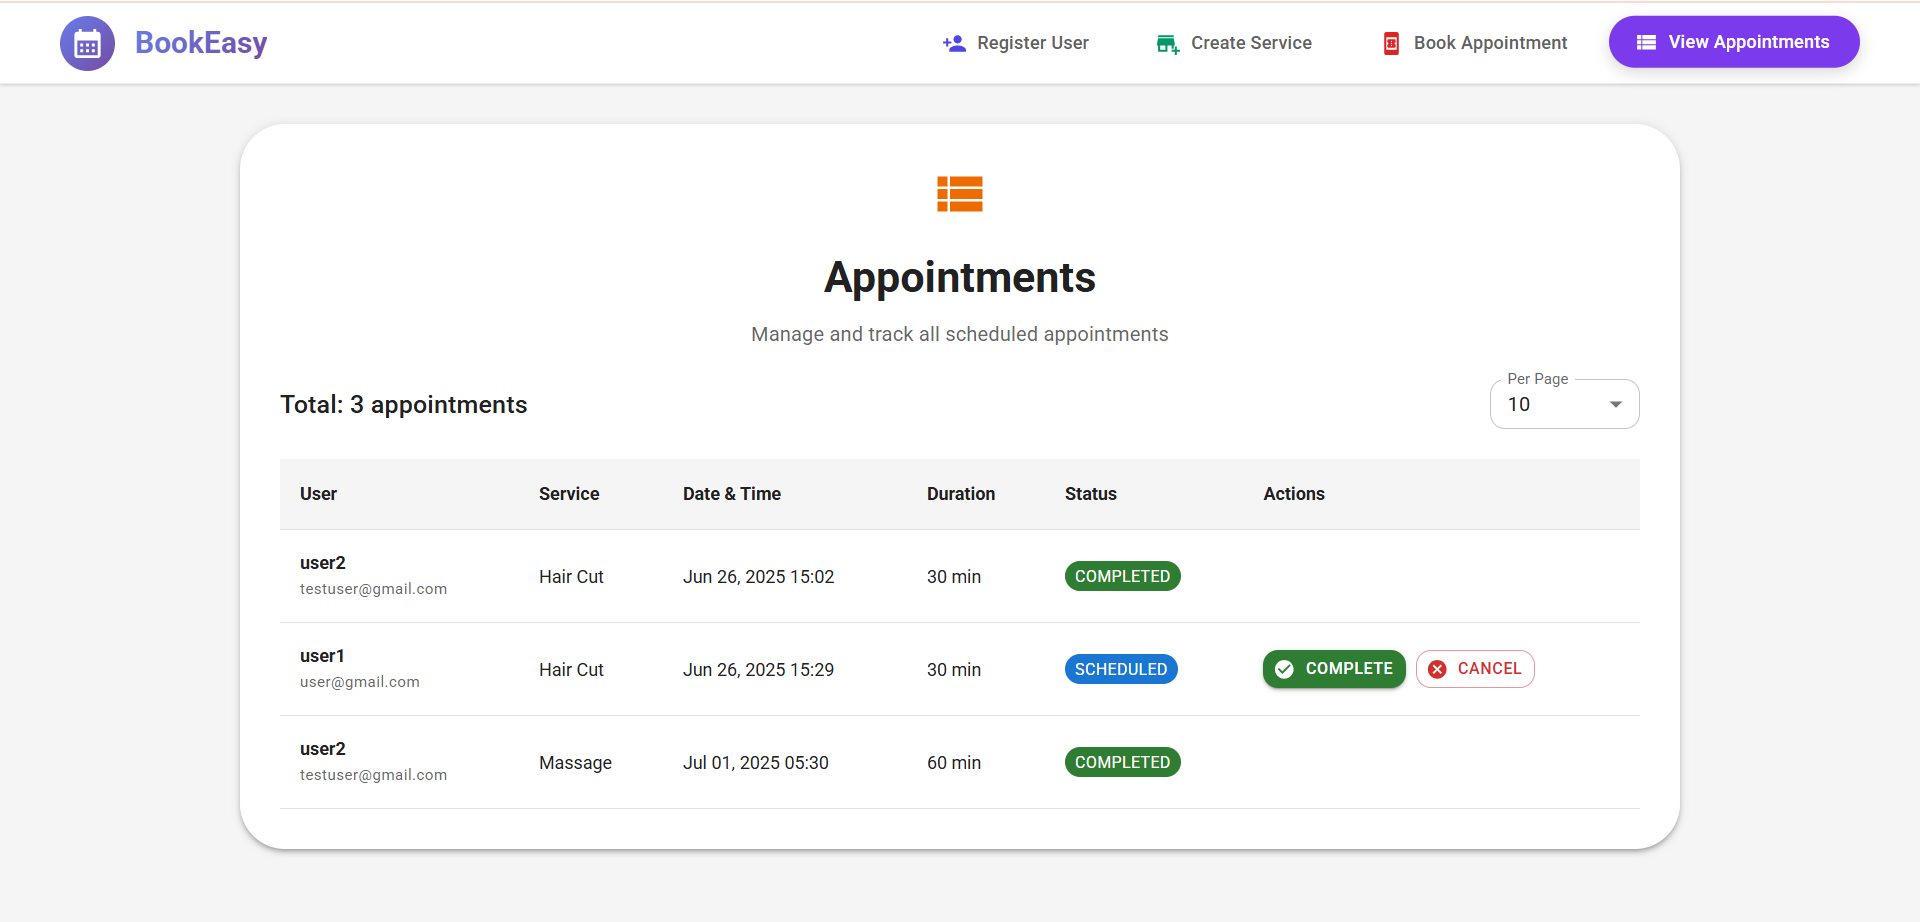 BookEasy
Register User
Create Service
Book Appointment
View Appointments
Appointments
Manage and track all scheduled appointments
Total: 3 appointments
Per Page
10
User Service Date & Time Duration Status Actions
user2
testuser@gmail.com
Hair Cut Jun 26, 2025 15:02 30 min COMPLETED
user1
user@gmail.com
Hair Cut Jun 26, 2025 15:29 30 min SCHEDULED COMPLETE CANCEL
user2
testuser@gmail.com
Massage Jul 01, 2025 05:30 60 min COMPLETED